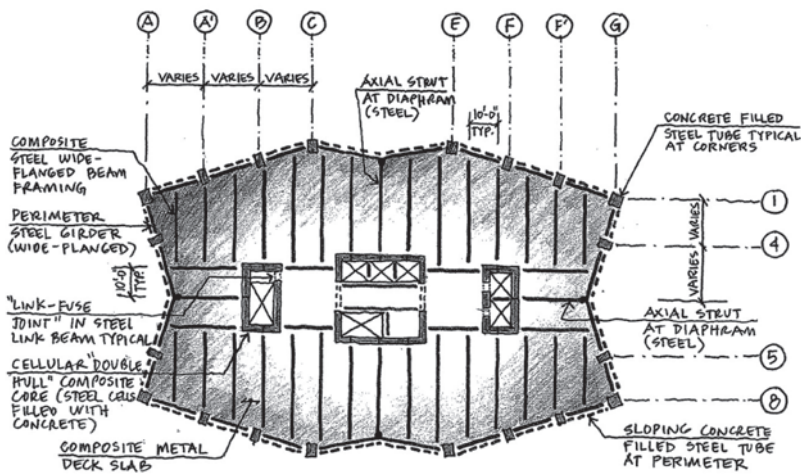 A
A'
B
C
E
F
F'
G
VARIES
VARIES
VARIES
AXIAL STRUT
AT DIAPHRAM
(STEEL)
10'-0"
TYP.
CONCRETE FILLED
STEEL TUBE TYPICAL
AT CORNERS
COMPOSITE
STEEL WIDE-
FLANGED BEAM
FRAMING
PERIMETER
STEEL GIRDER
(WIDE-FLANGED)
10'-0"
(TYP.)
"LINK-FUSE
JOINT" IN STEEL
LINK BEAM TYPICAL
CELLULAR "DOUBLE
HULL" COMPOSITE
CORE (STEEL CELLS
FILLED WITH
CONCRETE)
COMPOSITE METAL
DECK SLAB
1
4
VARIES
VARIES
AXIAL STRUT
AT DIAPHRAM
(STEEL)
5
8
SLOPING CONCRETE
FILLED STEEL TUBE
AT PERIMETER